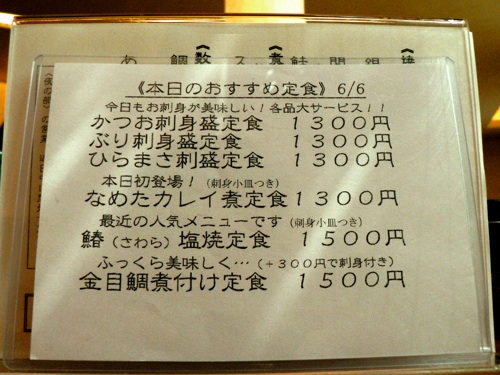 《本日のおすすめ定食》6/6
今日もお刺身が美味しい！各品大サービス！！
かつお刺身盛定食 １３００円
ぶり刺身盛定食 １３００円
ひらまさ刺盛定食 １３００円
本日初登場！（刺身小皿つき）
なめたカレイ煮定食１３００円
最近の人気メニューです（刺身小皿つき）
鰆（さわら）塩焼定食 １５００円
ふっくら美味しく…（＋３００円で刺身付き）
金目鯛煮付け定食 １５００円